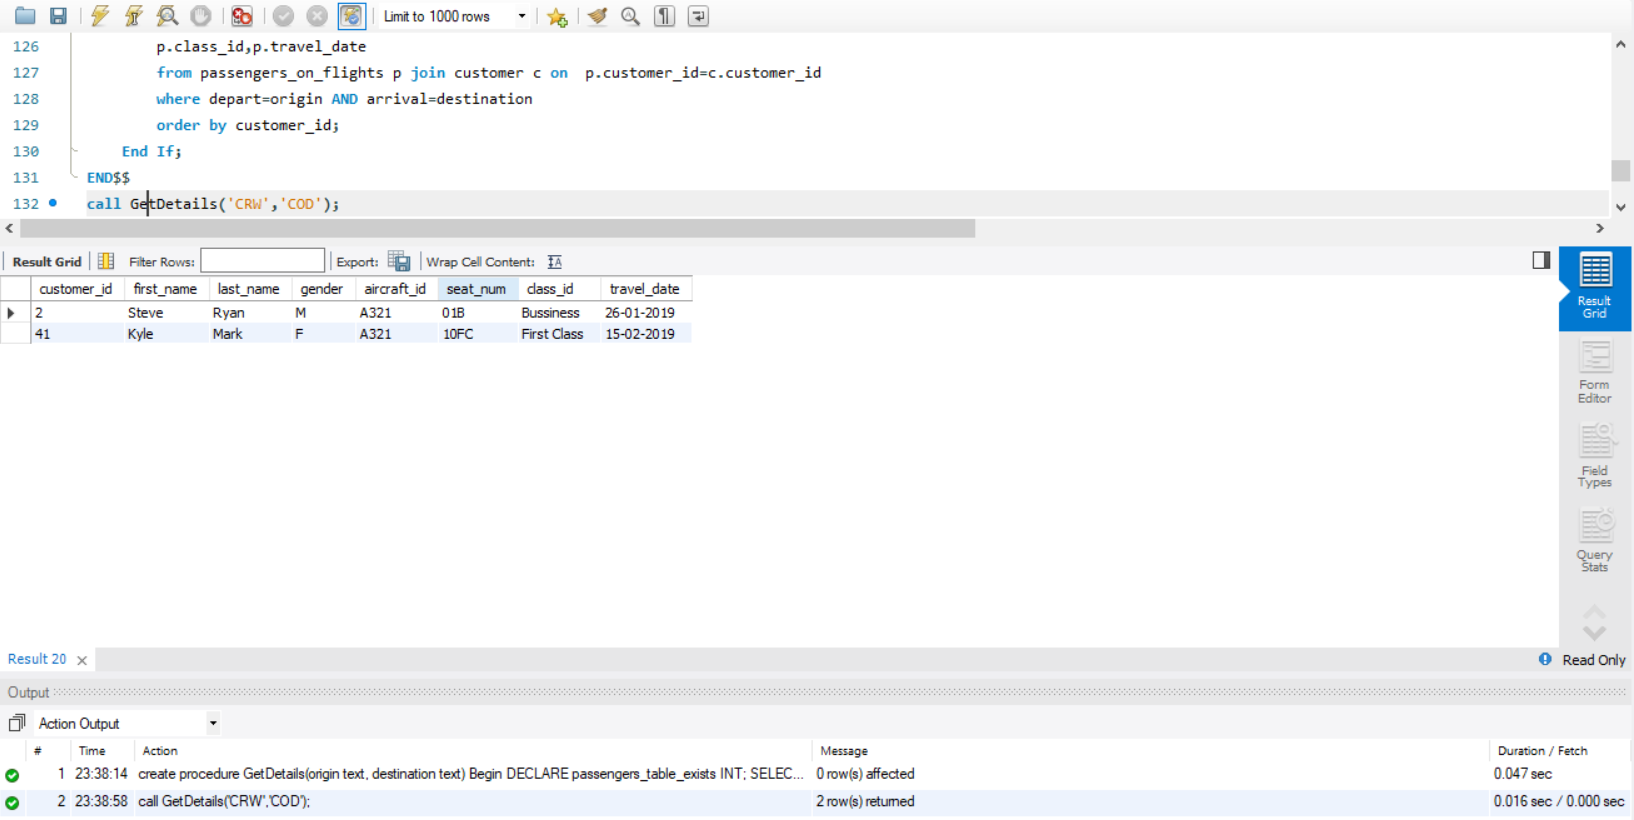 Limit to 1000 rows
126 p.class_id,p.travel_date
127 from passengers_on_flights p join customer c on p.customer_id=c.customer_id
128 where depart=origin AND arrival=destination
129 order by customer_id;
130 End If;
131 END$$
132 call GetDetails('CRW','COD');
Result Grid Filter Rows: Export: Wrap Cell Content: IA
customer_id first_name last_name gender aircraft_id seat_num class_id travel_date
2 Steve Ryan M A321 01B Bussiness 26-01-2019
41 Kyle Mark F A321 10FC First Class 15-02-2019
Result
Grid
Form
Editor
Field
Types
Query
Stats
Result 20 Read Only
Output
Action Output
# Time Action Message Duration / Fetch
1 23:38:14 create procedure GetDetails(origin text, destination text) Begin DECLARE passengers_table_exists INT; SELEC... 0 row(s) affected 0.047 sec
2 23:38:58 call GetDetails('CRW','COD'); 2 row(s) returned 0.016 sec / 0.000 sec